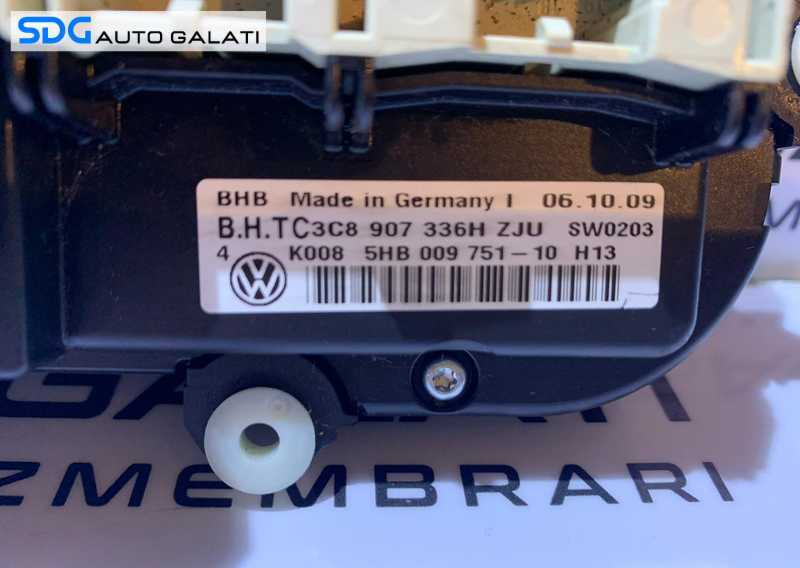 SDG AUTO GALATI
BHB Made in Germany I 06.10.09
B.H.TC3C8 907 336H ZJU SW0203
4 K008 5HB 009 751-10 H13
GALATI
ZMEMBRARI